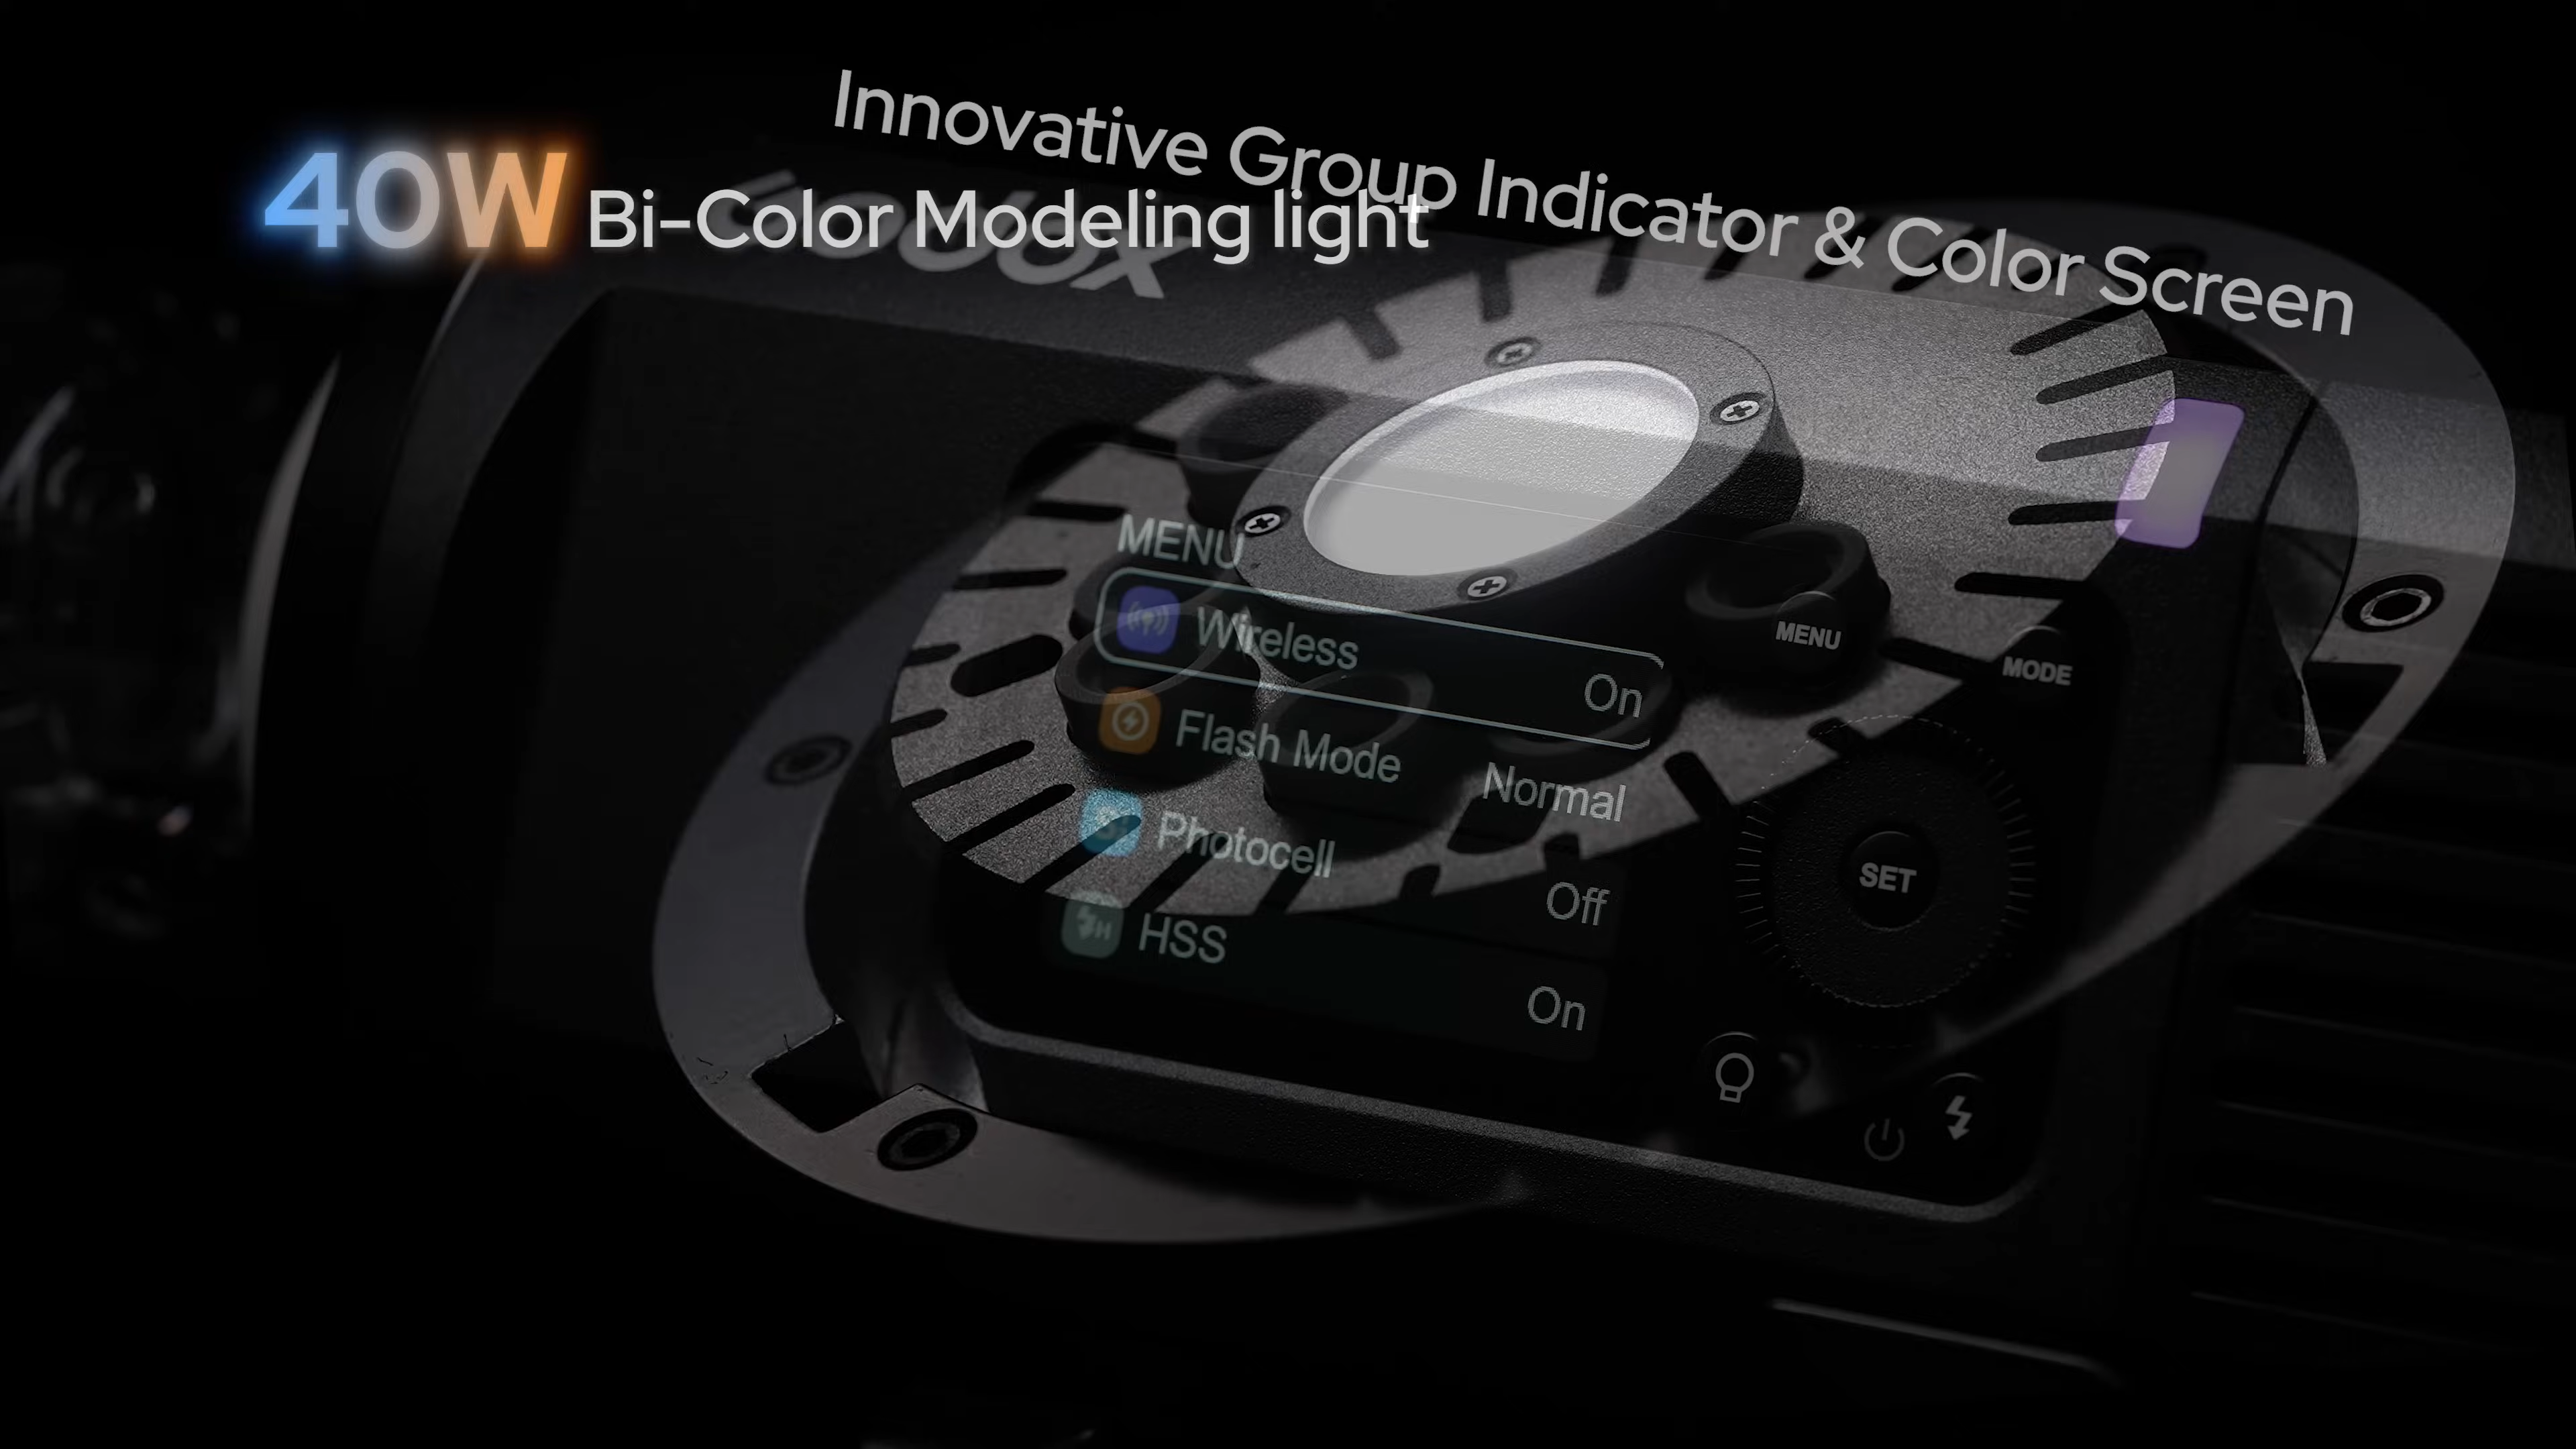 Innovative Group Indicator & Color Screen
40W Bi-Color Modeling light
MENU
Wireless On
Flash Mode Normal
Photocell Off
HSS On
MENU
MODE
SET